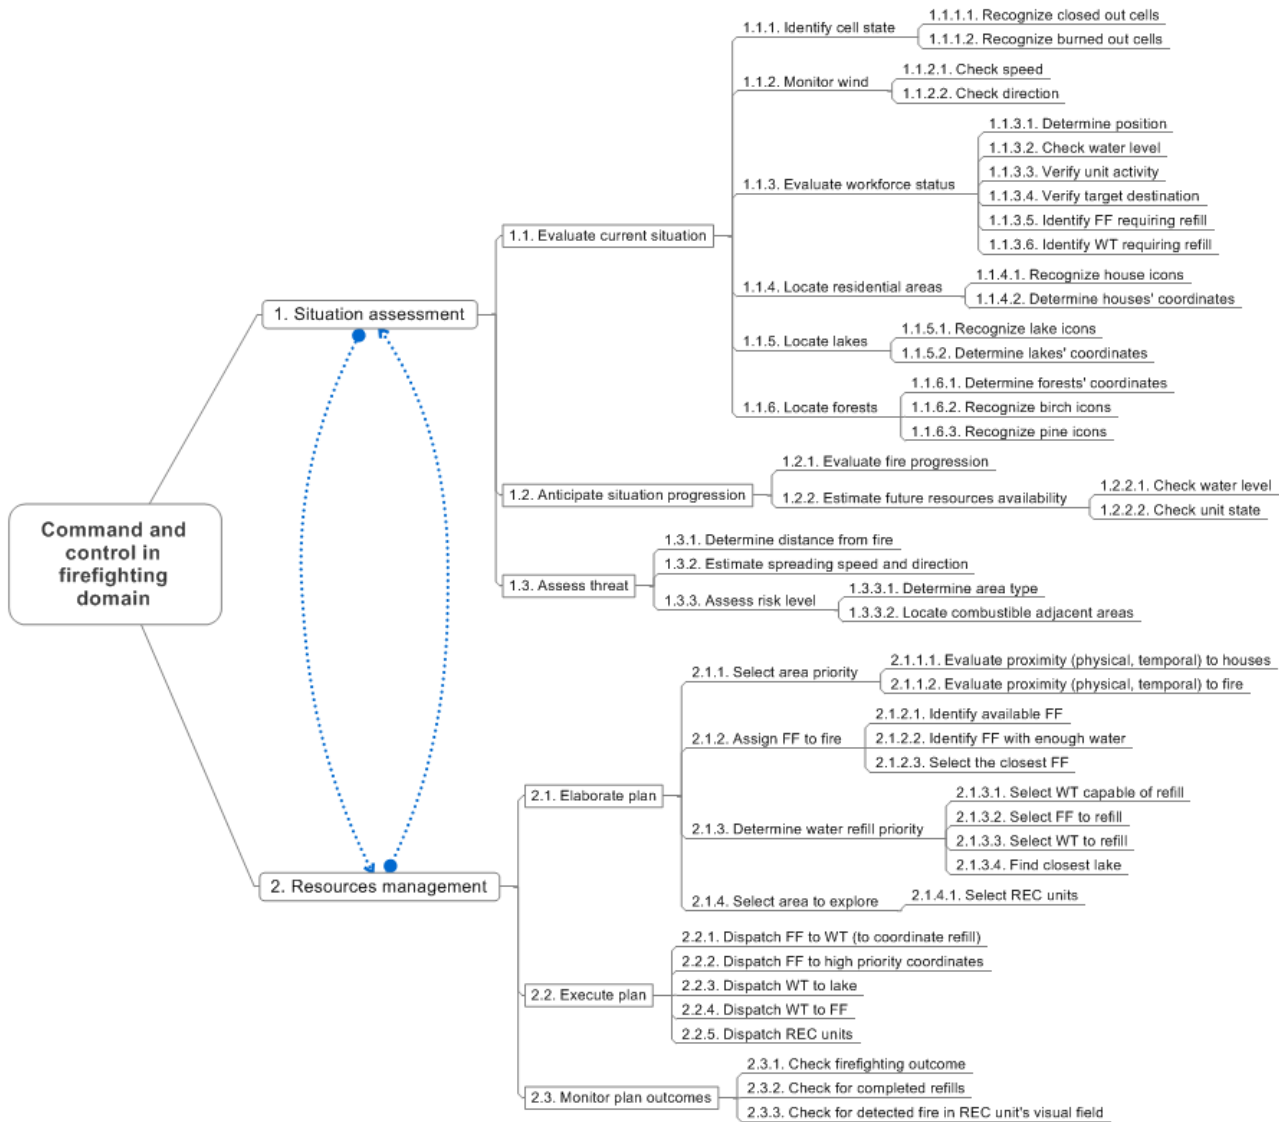 Command and
control in
firefighting
domain
1. Situation assessment
1.1. Evaluate current situation
1.1.1. Identify cell state
1.1.1.1. Recognize closed out cells
1.1.1.2. Recognize burned out cells
1.1.2. Monitor wind
1.1.2.1. Check speed
1.1.2.2. Check direction
1.1.3. Evaluate workforce status
1.1.3.1. Determine position
1.1.3.2. Check water level
1.1.3.3. Verify unit activity
1.1.3.4. Verify target destination
1.1.3.5. Identify FF requiring refill
1.1.3.6. Identify WT requiring refill
1.1.4. Locate residential areas
1.1.4.1. Recognize house icons
1.1.4.2. Determine houses' coordinates
1.1.5. Locate lakes
1.1.5.1. Recognize lake icons
1.1.5.2. Determine lakes' coordinates
1.1.6. Locate forests
1.1.6.1. Determine forests' coordinates
1.1.6.2. Recognize birch icons
1.1.6.3. Recognize pine icons
1.2. Anticipate situation progression
1.2.1. Evaluate fire progression
1.2.2. Estimate future resources availability
1.2.2.1. Check water level
1.2.2.2. Check unit state
1.3. Assess threat
1.3.1. Determine distance from fire
1.3.2. Estimate spreading speed and direction
1.3.3. Assess risk level
1.3.3.1. Determine area type
1.3.3.2. Locate combustible adjacent areas
2. Resources management
2.1. Elaborate plan
2.1.1. Select area priority
2.1.1.1. Evaluate proximity (physical, temporal) to houses
2.1.1.2. Evaluate proximity (physical, temporal) to fire
2.1.2. Assign FF to fire
2.1.2.1. Identify available FF
2.1.2.2. Identify FF with enough water
2.1.2.3. Select the closest FF
2.1.3. Determine water refill priority
2.1.3.1. Select WT capable of refill
2.1.3.2. Select FF to refill
2.1.3.3. Select WT to refill
2.1.3.4. Find closest lake
2.1.4. Select area to explore
2.1.4.1. Select REC units
2.2. Execute plan
2.2.1. Dispatch FF to WT (to coordinate refill)
2.2.2. Dispatch FF to high priority coordinates
2.2.3. Dispatch WT to lake
2.2.4. Dispatch WT to FF
2.2.5. Dispatch REC units
2.3. Monitor plan outcomes
2.3.1. Check firefighting outcome
2.3.2. Check for completed refills
2.3.3. Check for detected fire in REC unit's visual field